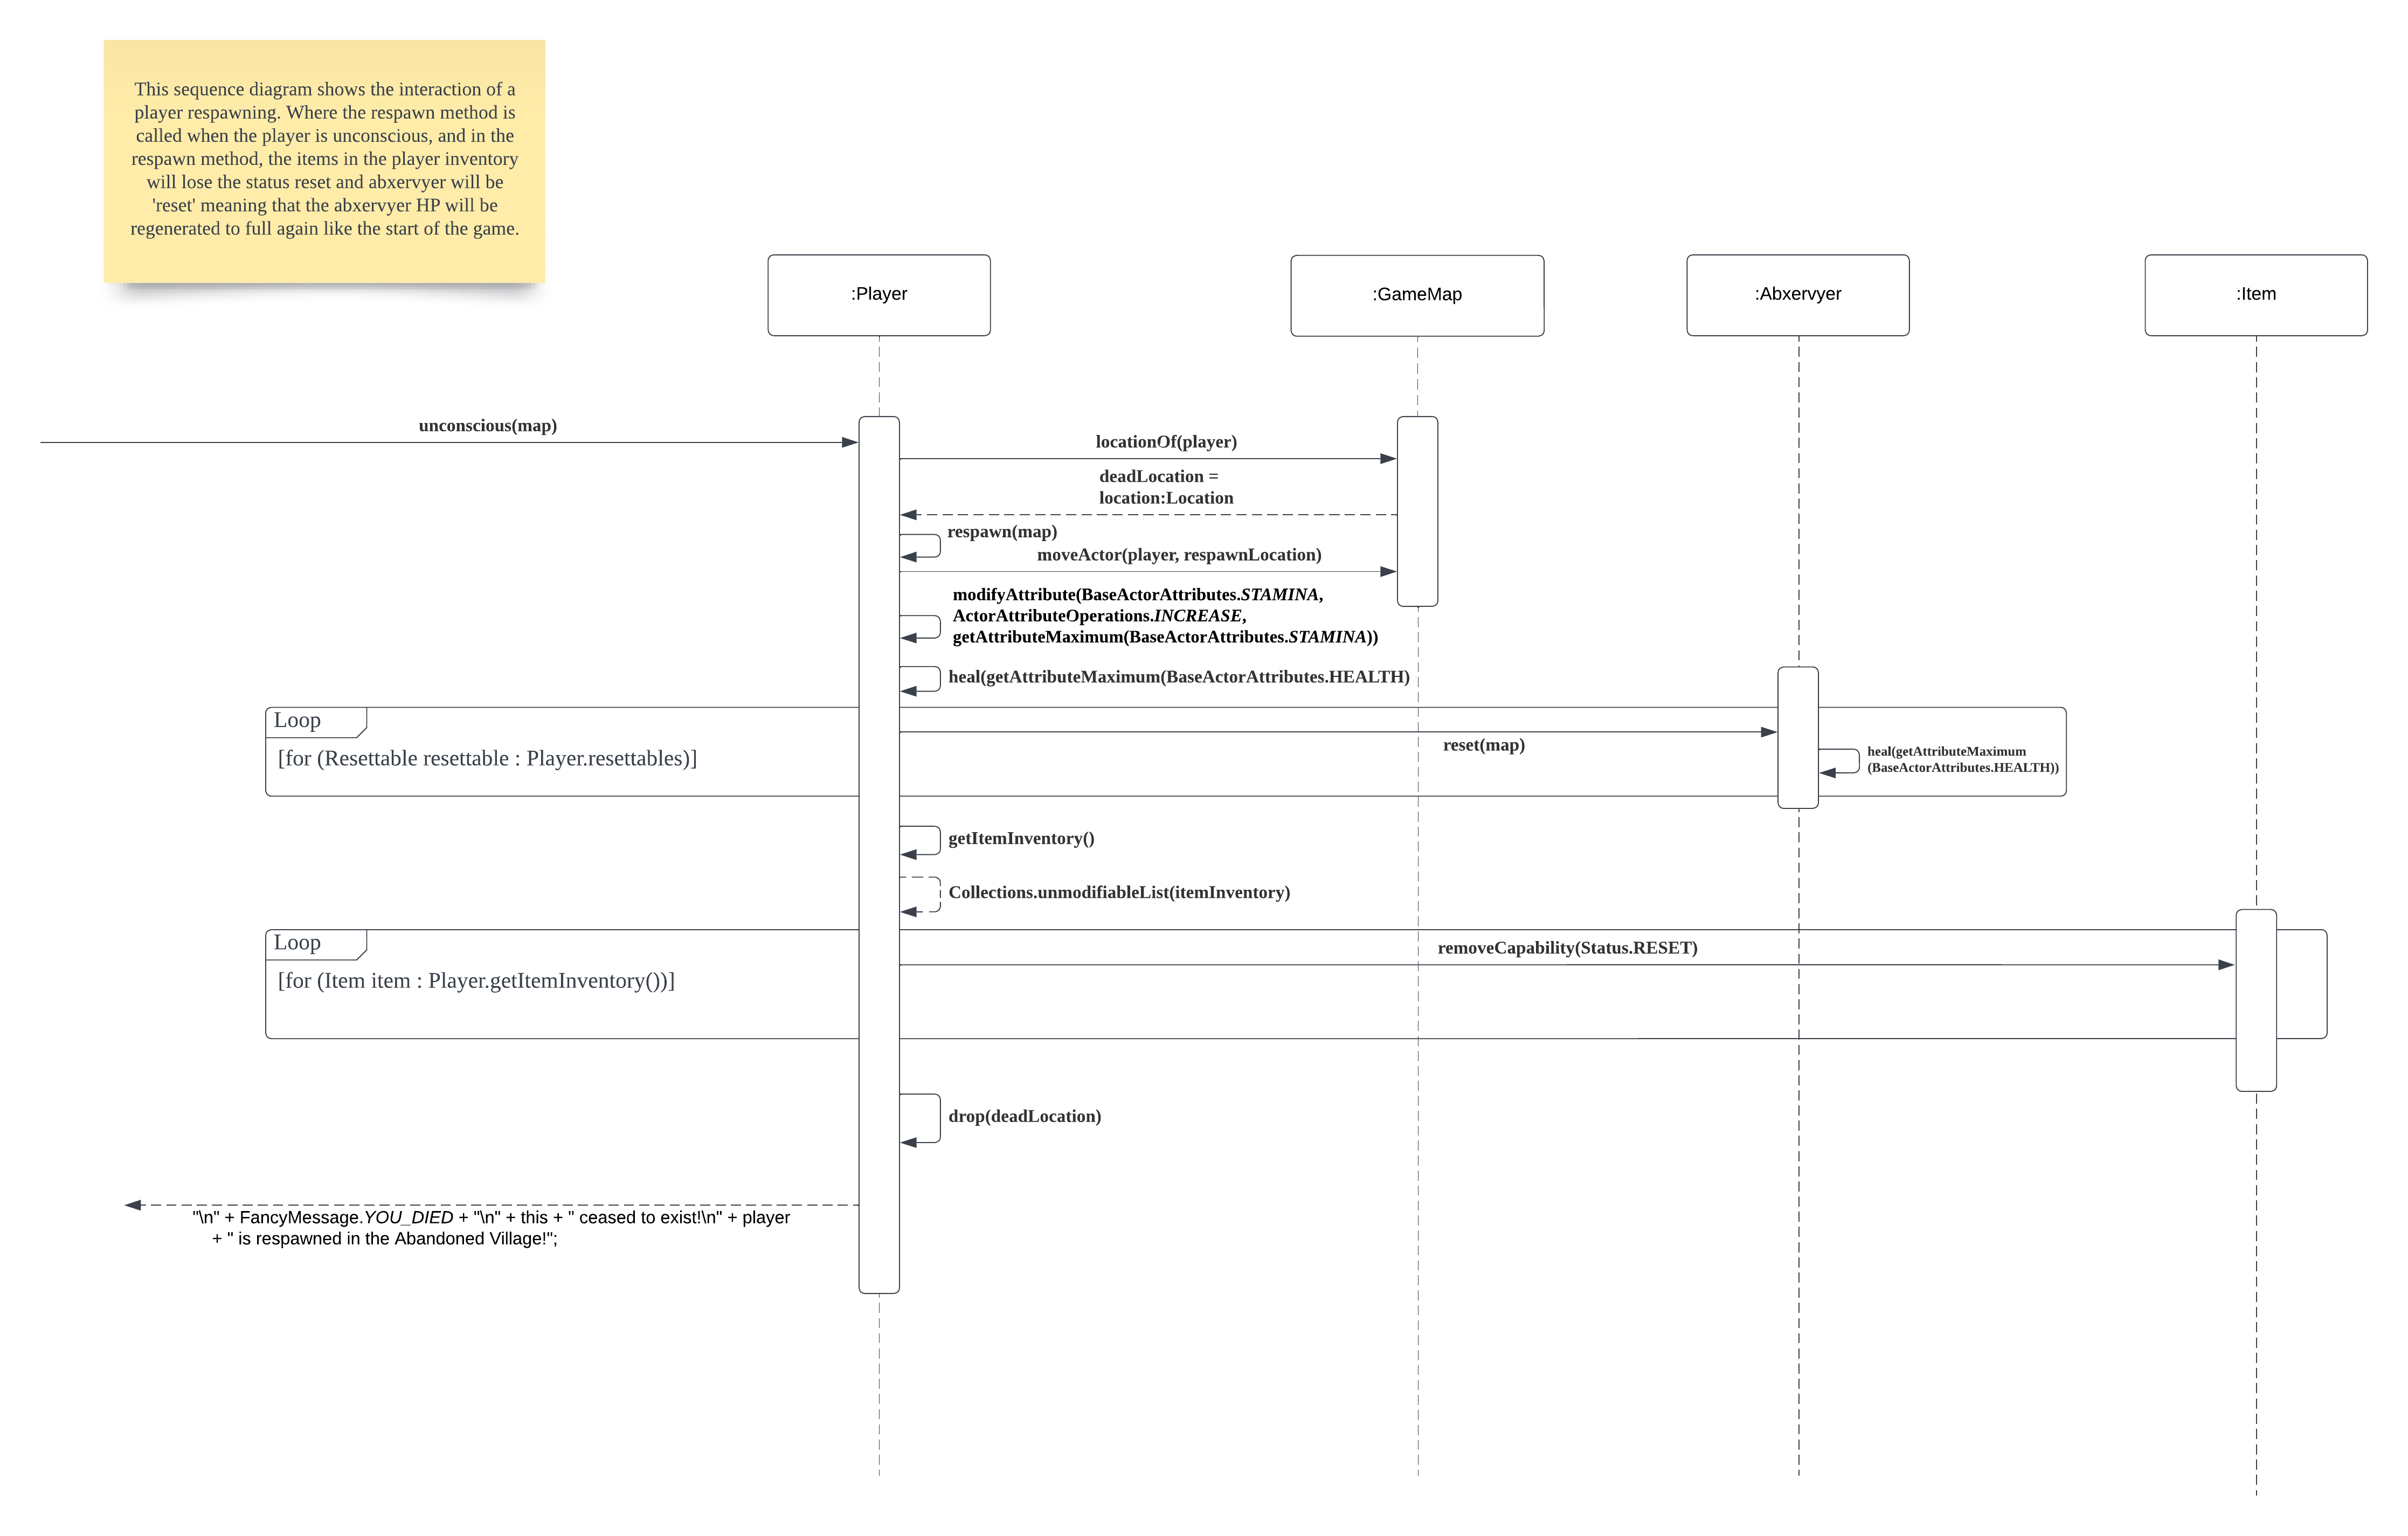 This sequence diagram shows the interaction of a
player respawning. Where the respawn method is
called when the player is unconscious, and in the
respawn method, the items in the player inventory
will lose the status reset and abxervyer will be
'reset' meaning that the abxervyer HP will be
regenerated to full again like the start of the game.
:Player
:GameMap
:Abxervyer
:Item
unconscious(map)
locationOf(player)
deadLocation =
location:Location
respawn(map)
moveActor(player, respawnLocation)
modifyAttribute(BaseActorAttributes.STAMINA,
ActorAttributeOperations.INCREASE,
getAttributeMaximum(BaseActorAttributes.STAMINA))
heal(getAttributeMaximum(BaseActorAttributes.HEALTH)
Loop
[for (Resettable resettable : Player.resettables)]
reset(map)
heal(getAttributeMaximum
(BaseActorAttributes.HEALTH))
getItemInventory()
Collections.unmodifiableList(itemInventory)
Loop
[for (Item item : Player.getItemInventory())]
removeCapability(Status.RESET)
drop(deadLocation)
"\n" + FancyMessage.YOU_DIED + "\n" + this + " ceased to exist!\n" + player
+ " is respawned in the Abandoned Village!";